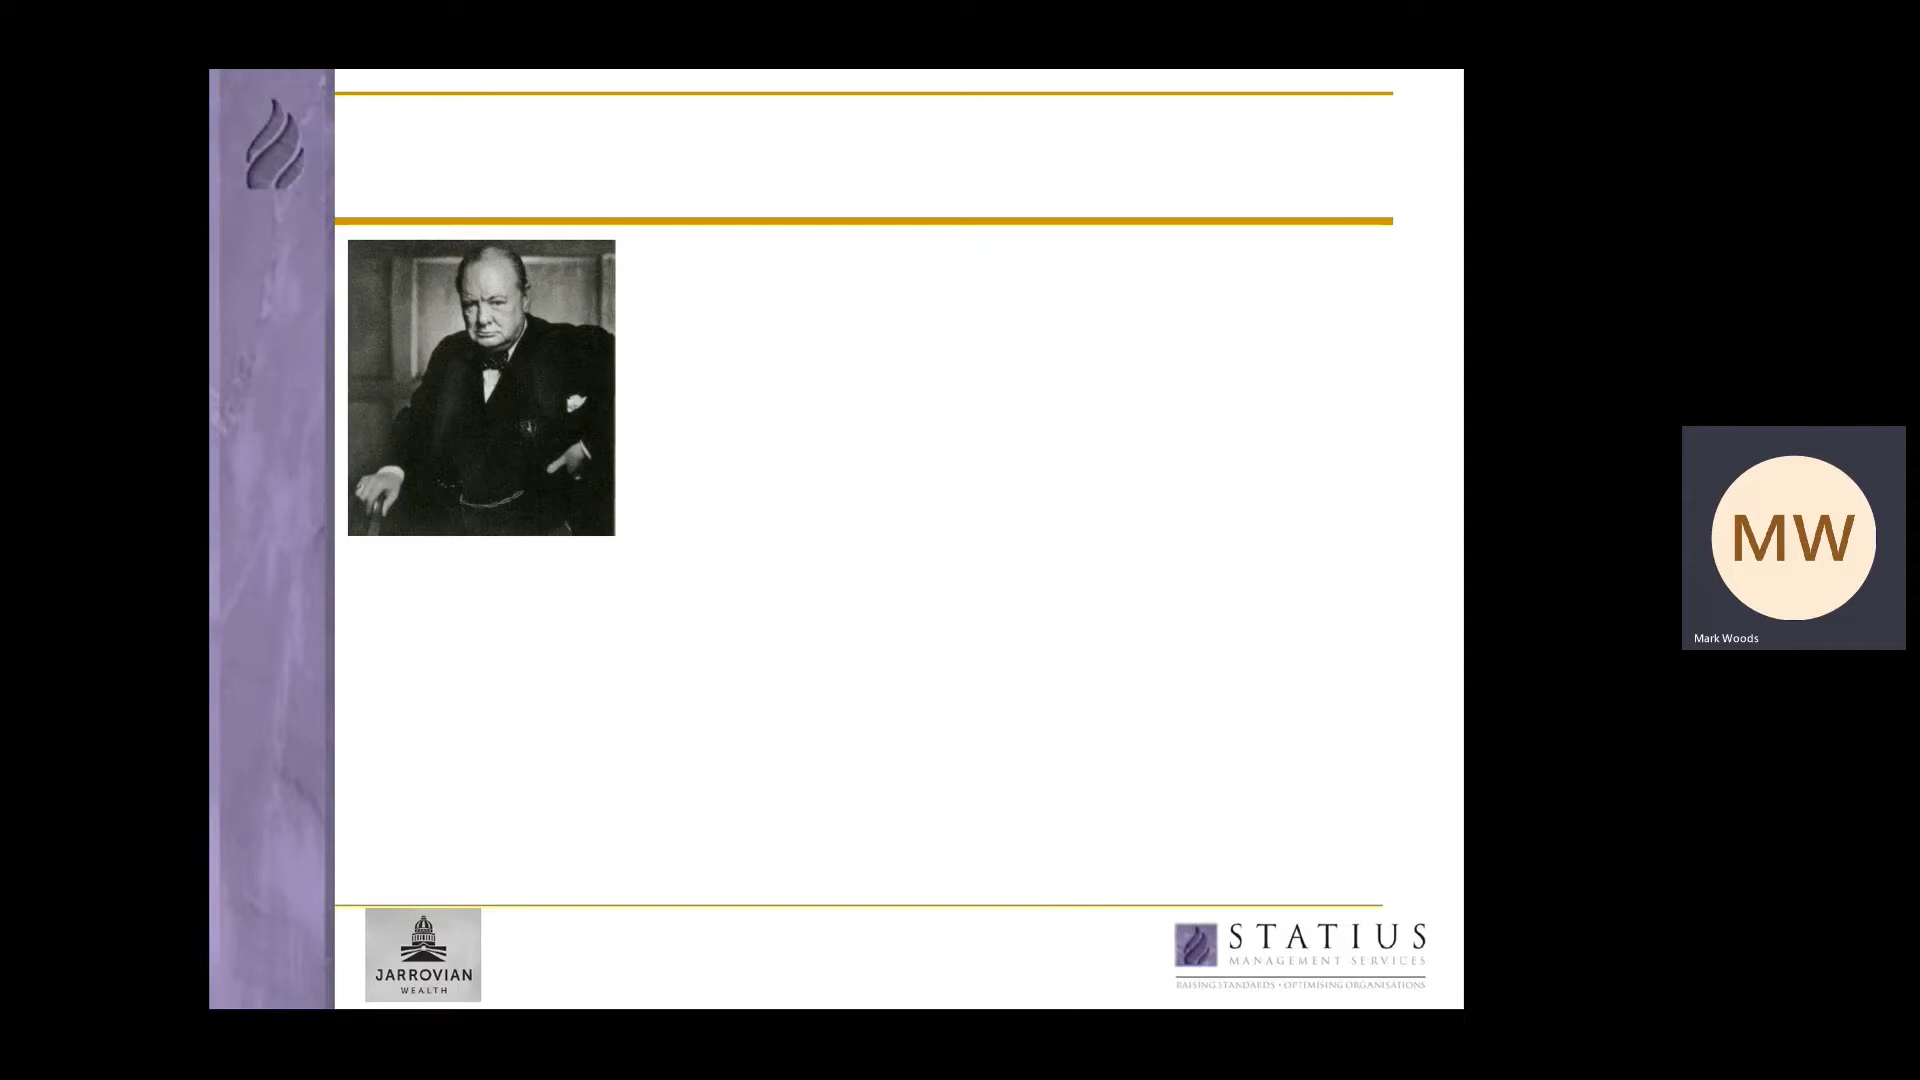 MW
Mark Woods
JARROVIAN
WEALTH
STATIUS
MANAGEMENT SERVICES
RAISING STANDARDS • OPTIMISING ORGANISATIONS